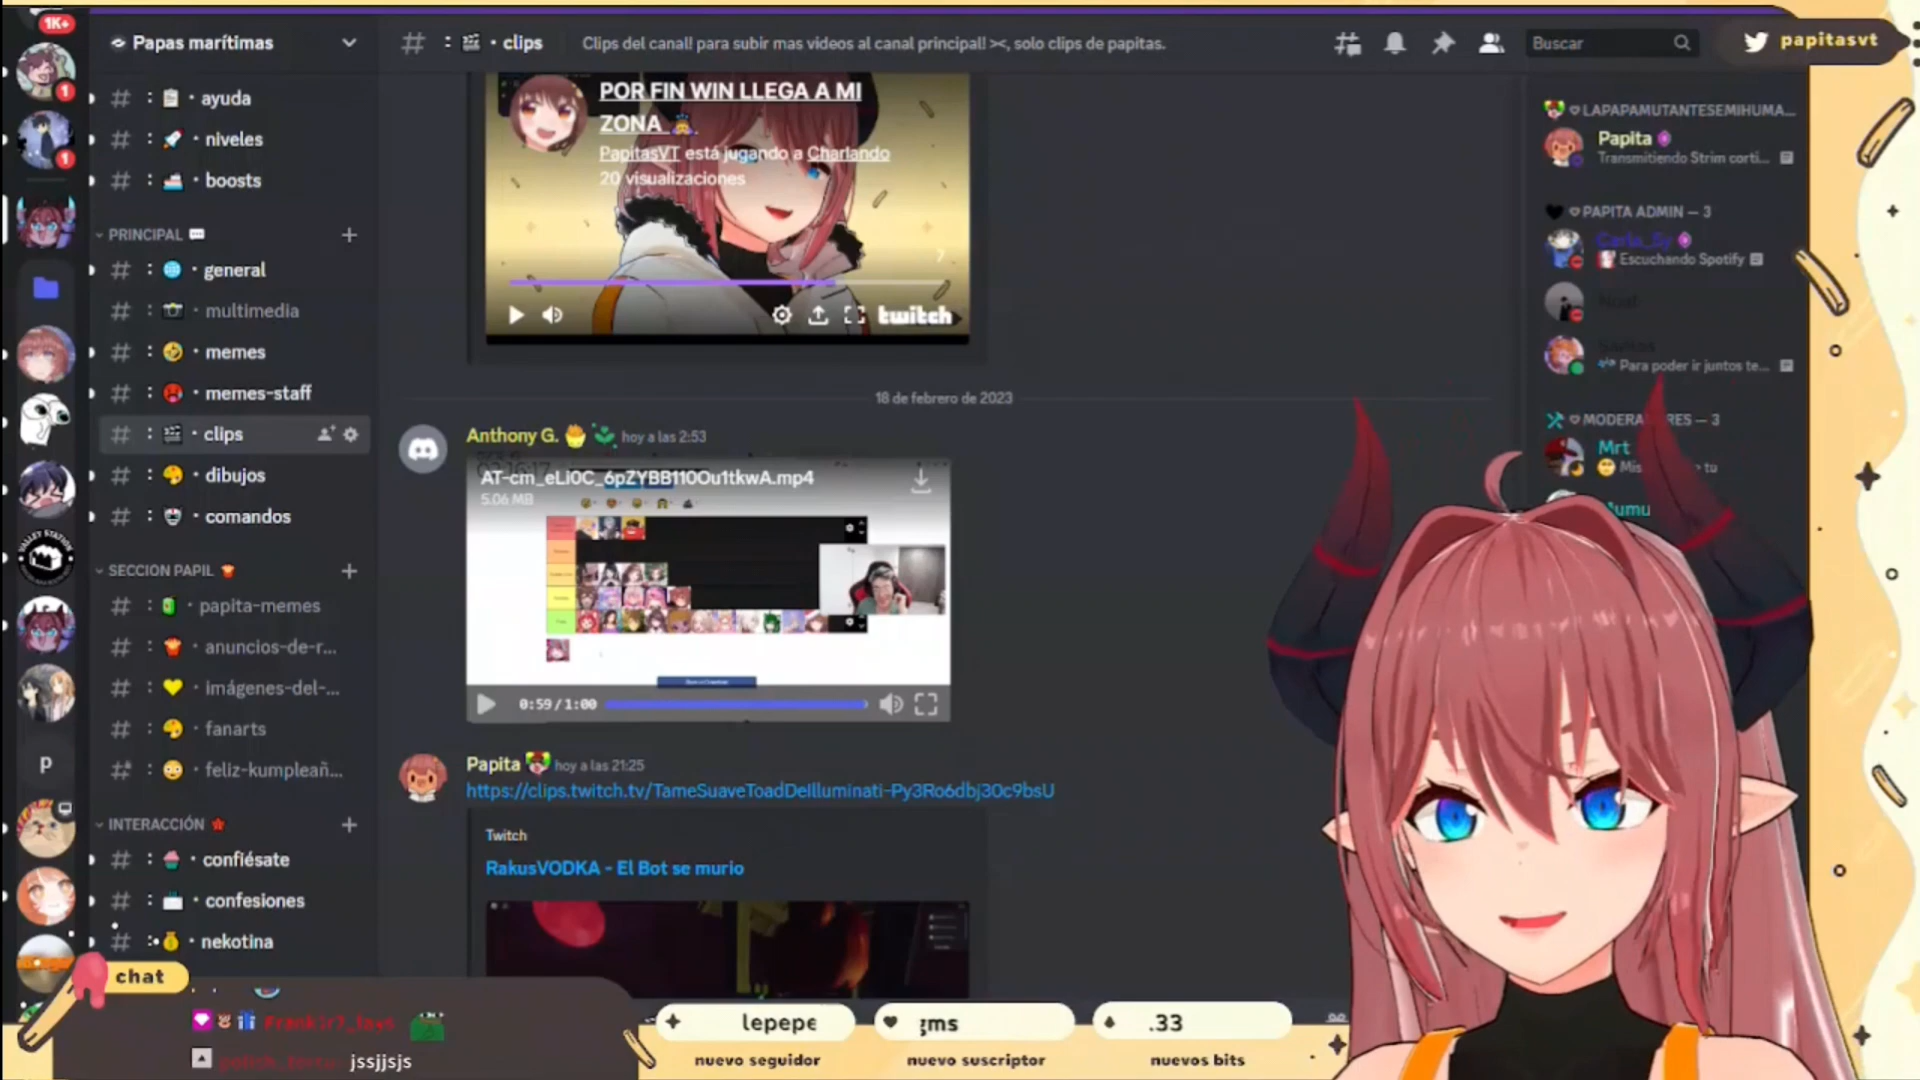 1K+
1
1
VALLEY STATION
P
Papas marítimas
ayuda
niveles
boosts
PRINCIPAL
general
multimedia
memes
memes-staff
clips
dibujos
comandos
SECCION PAPIL
papita-memes
anuncios-de-r...
imágenes-del-...
fanarts
feliz-kumpleañ...
INTERACCIÓN
confiésate
confesiones
nekotina
clips
Clips del canal! para subir mas videos al canal principal! ><, solo clips de papitas.
Buscar
papitasvt
POR FIN WIN LLEGA A MI
ZONA
PapitasVT está jugando a Charlando
20 visualizaciones
twitch
18 de febrero de 2023
Anthony G. hoy a las 2:53
AT-cm_eLi0C_6pZYBB110Ou1tkwA.mp4
5.06 MB
0:59/1:00
Papita hoy a las 21:25
https://clips.twitch.tv/TameSuaveToadDeIlluminati-Py3Ro6dbj30c9bsU
Twitch
RakusVODKA - El Bot se murio
LAPAPAMUTANTESEMIHUMA...
Papita
Transmitiendo Strim corti...
PAPITA ADMIN — 3
Escuchando Spotify
Para poder ir juntos te...
Mrt
chat
jssjjsjs
lepepe
nuevo seguidor
gms
nuevo suscriptor
.33
nuevos bits